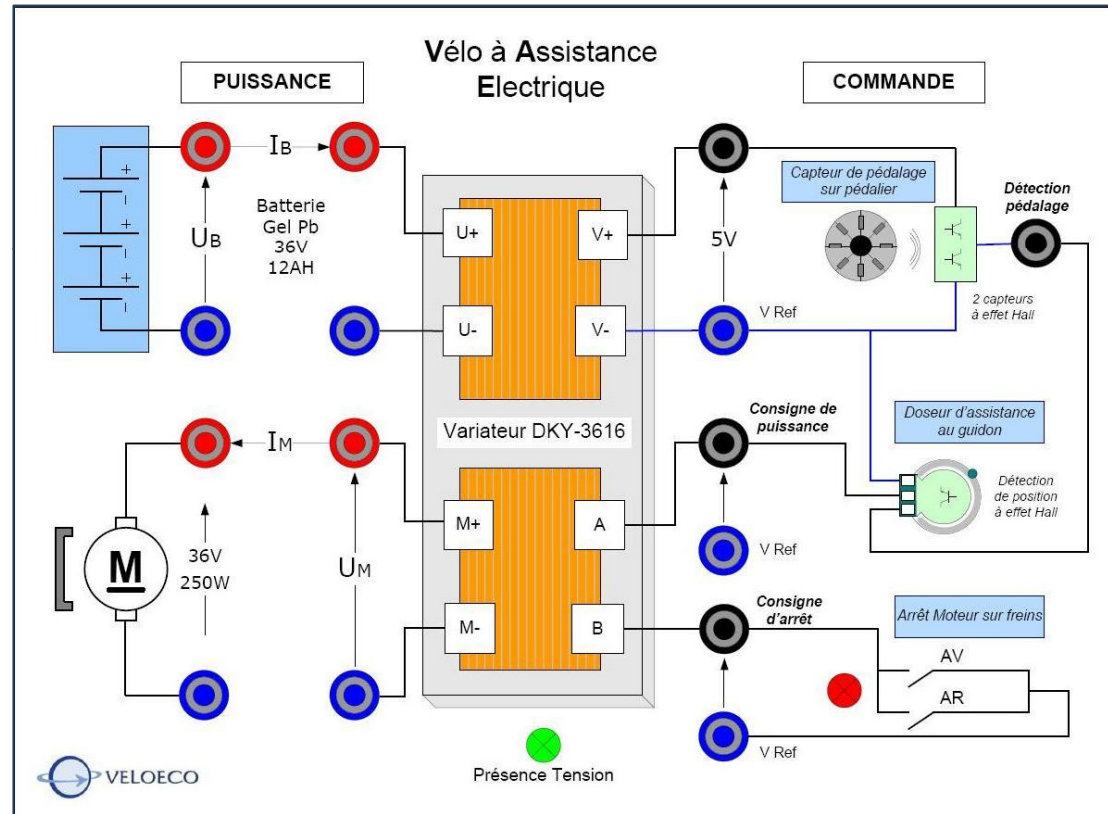 Vélo à Assistance
Electrique
PUISSANCE
COMMANDE
IB
UB
Batterie
Gel Pb
36V
12AH
+
−
+
−
+
−
U+
U-
V+
V-
5V
V Ref
Capteur de pédalage
sur pédalier
Détection
pédalage
2 capteurs
à effet Hall
Variateur DKY-3616
IM
UM
M
36V
250W
M+
M-
A
B
Consigne de
puissance
V Ref
Doseur d'assistance
au guidon
Détection
de position
à effet Hall
Consigne
d'arrêt
Arrêt Moteur sur freins
AV
AR
V Ref
Présence Tension
VELOECO